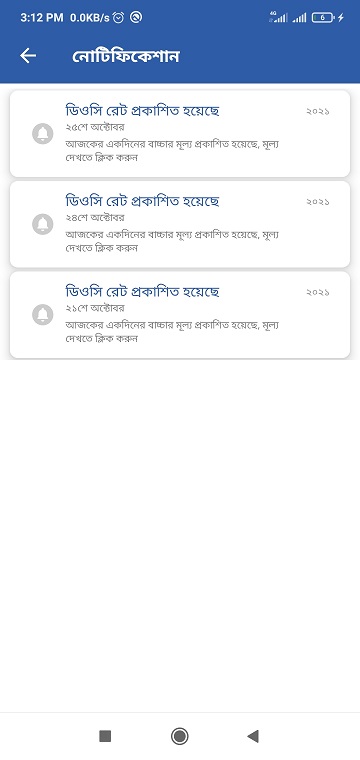 3:12 PM 0.0KB/s 4G 6
নোটিফিকেশান
ডিওসি রেট প্রকাশিত হয়েছে ২০২১
২৫শে অক্টোবর
আজকের একদিনের বাচ্চার মূল্য প্রকাশিত হয়েছে, মূল্য
দেখতে ক্লিক করুন
ডিওসি রেট প্রকাশিত হয়েছে ২০২১
২৪শে অক্টোবর
আজকের একদিনের বাচ্চার মূল্য প্রকাশিত হয়েছে, মূল্য
দেখতে ক্লিক করুন
ডিওসি রেট প্রকাশিত হয়েছে ২০২১
২১শে অক্টোবর
আজকের একদিনের বাচ্চার মূল্য প্রকাশিত হয়েছে, মূল্য
দেখতে ক্লিক করুন